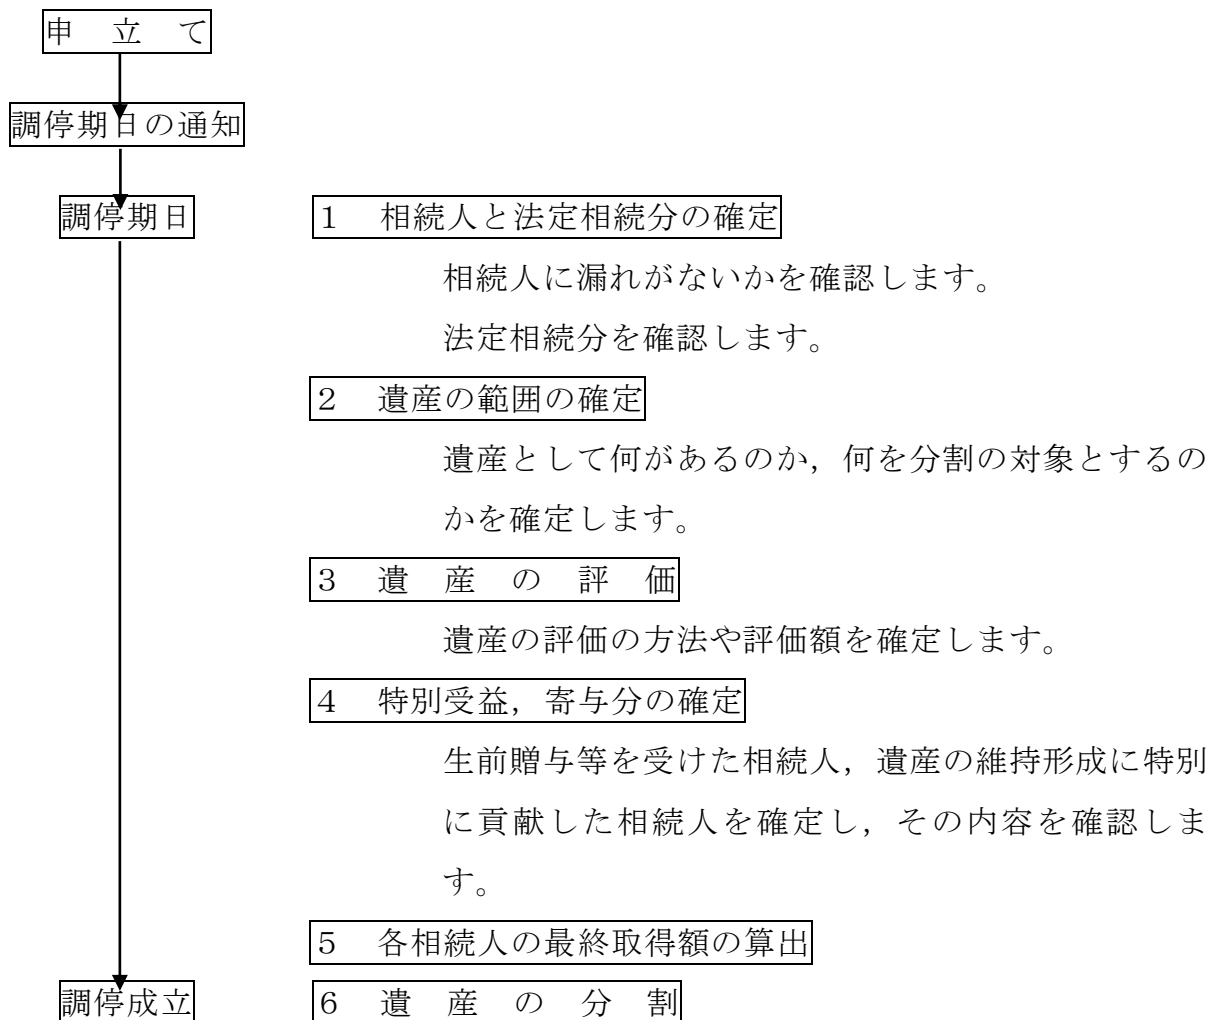 申　立　て
調停期日の通知
調停期日
１　相続人と法定相続分の確定
相続人に漏れがないかを確認します。
法定相続分を確認します。
２　遺産の範囲の確定
遺産として何があるのか，何を分割の対象とするの
かを確定します。
３　遺　産　の　評　価
遺産の評価の方法や評価額を確定します。
４　特別受益，寄与分の確定
生前贈与等を受けた相続人，遺産の維持形成に特別
に貢献した相続人を確定し，その内容を確認しま
す。
５　各相続人の最終取得額の算出
調停成立
６　遺　産　の　分　割